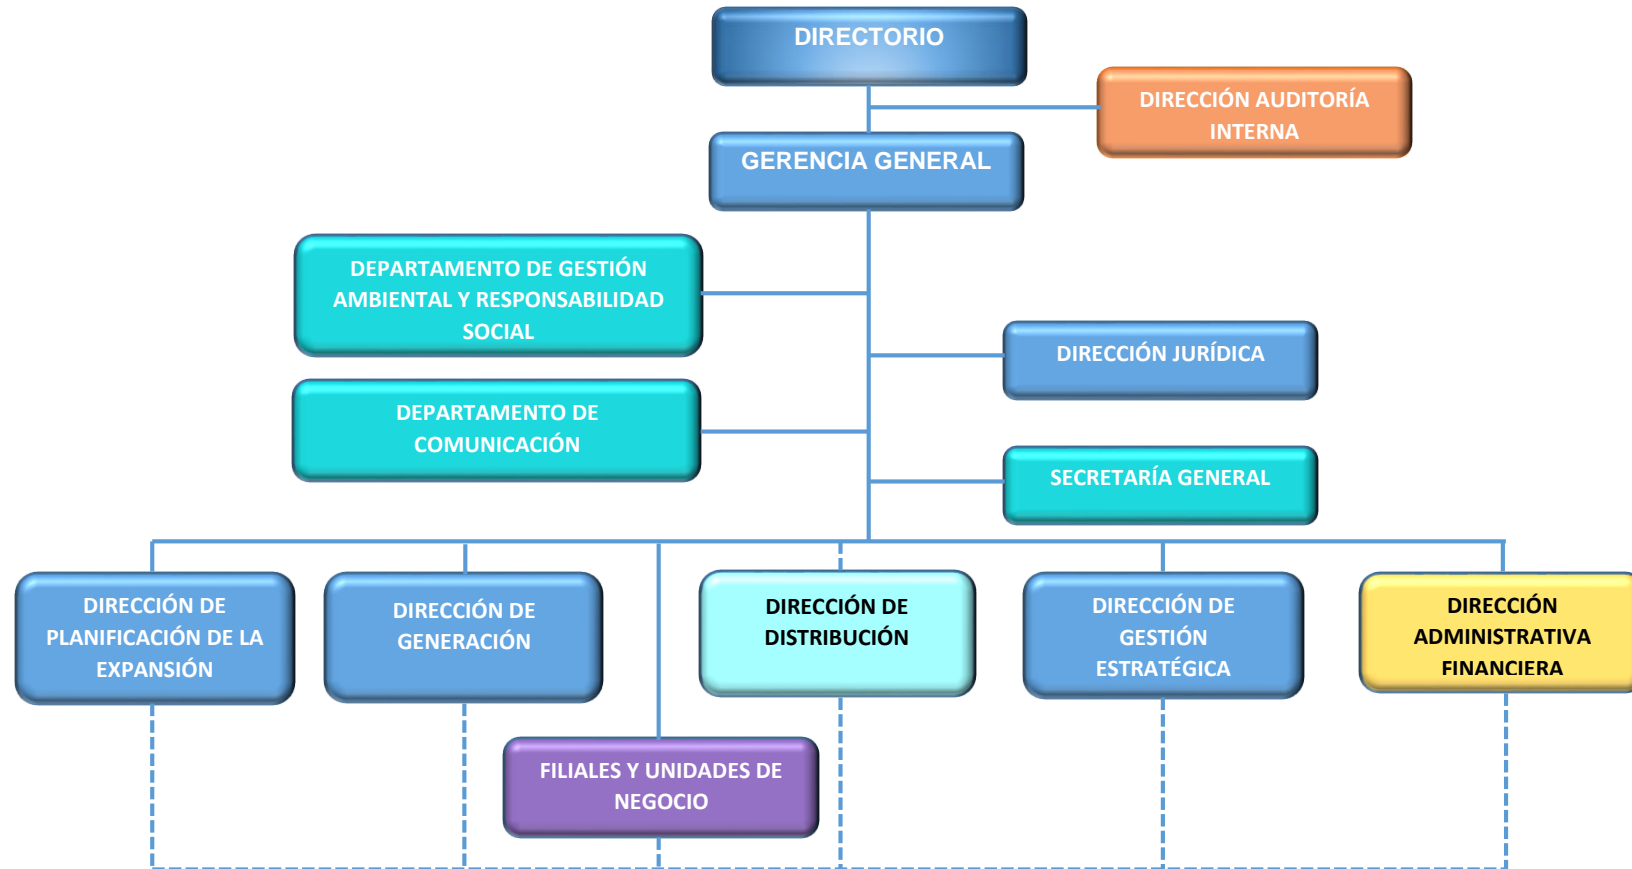 DIRECTORIO
DIRECCIÓN AUDITORÍA
INTERNA
GERENCIA GENERAL
DEPARTAMENTO DE GESTIÓN
AMBIENTAL Y RESPONSABILIDAD
SOCIAL
DIRECCIÓN JURÍDICA
DEPARTAMENTO DE
COMUNICACIÓN
SECRETARÍA GENERAL
DIRECCIÓN DE
PLANIFICACIÓN DE LA
EXPANSIÓN
DIRECCIÓN DE
GENERACIÓN
DIRECCIÓN DE
DISTRIBUCIÓN
DIRECCIÓN DE
GESTIÓN
ESTRATÉGICA
DIRECCIÓN
ADMINISTRATIVA
FINANCIERA
FILIALES Y UNIDADES DE
NEGOCIO